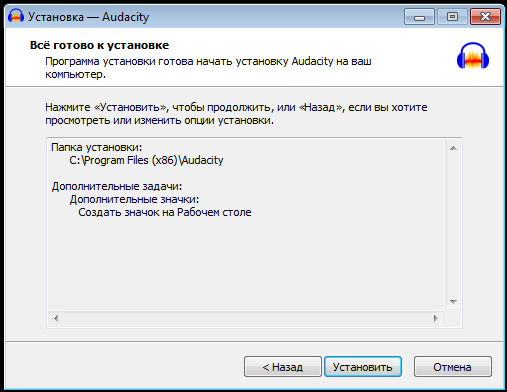 Установка — Audacity
Всё готово к установке
Программа установки готова начать установку Audacity на ваш
компьютер.
Нажмите «Установить», чтобы продолжить, или «Назад», если вы хотите
просмотреть или изменить опции установки.
Папка установки:
C:\Program Files (x86)\Audacity
Дополнительные задачи:
Дополнительные значки:
Создать значок на Рабочем столе
< Назад
Установить
Отмена